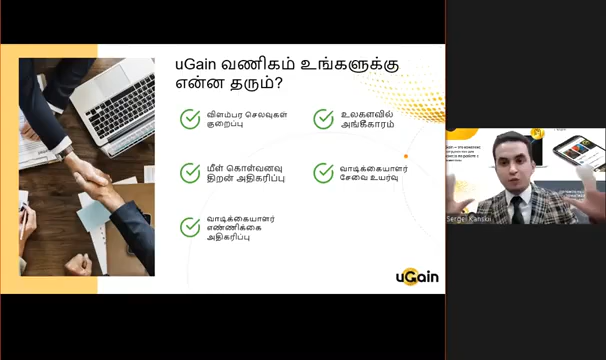 uGain வணிகம் உங்களுக்கு
என்ன தரும்?
விளம்பர செலவுகள்
குறைப்பு
உலகளவில்
அங்கீகாரம்
மீள் கொள்வனவு
திறன் அதிகரிப்பு
வாடிக்கையாளர்
சேவை உயர்வு
வாடிக்கையாளர்
எண்ணிக்கை
அதிகரிப்பு
uGain
Sergei Kanskii